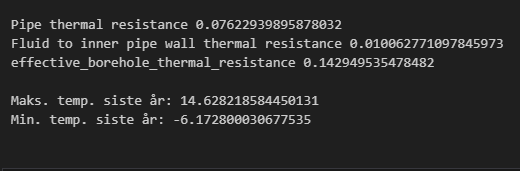 Pipe thermal resistance 0.07622939895878032
Fluid to inner pipe wall thermal resistance 0.010062771097845973
effective_borehole_thermal_resistance 0.142949535478482
Maks. temp. siste år: 14.628218584450131
Min. temp. siste år: -6.172800030677535